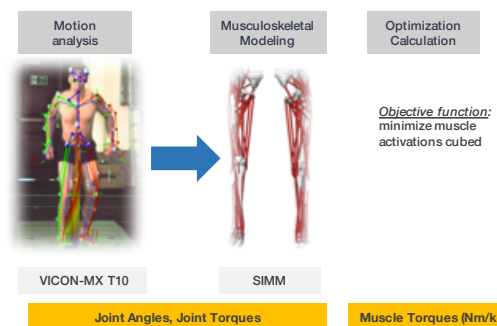 Motion
analysis
Musculoskeletal
Modeling
Optimization
Calculation
Objective function:
minimize muscle
activations cubed
VICON-MX T10
SIMM
Joint Angles, Joint Torques
Muscle Torques (Nm/k